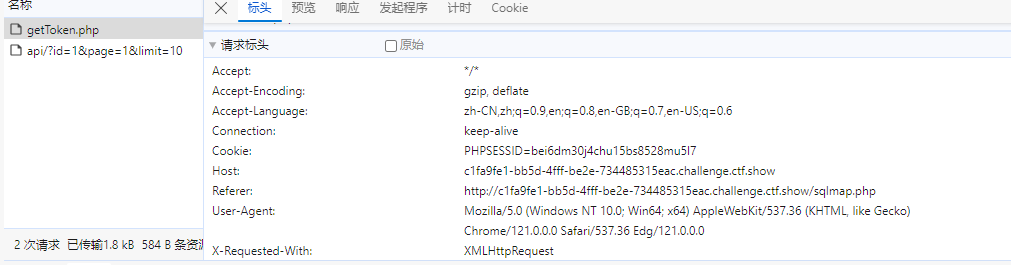 名称
getToken.php
api/?id=1&page=1&limit=10
2 次请求 已传输1.8 kB 584 B 条资源
标头 预览 响应 发起程序 计时 Cookie
请求标头 原始
Accept: */*
Accept-Encoding: gzip, deflate
Accept-Language: zh-CN,zh;q=0.9,en;q=0.8,en-GB;q=0.7,en-US;q=0.6
Connection: keep-alive
Cookie: PHPSESSID=bei6dm30j4chu15bs8528mu5l7
Host: c1fa9fe1-bb5d-4fff-be2e-734485315eac.challenge.ctf.show
Referer: http://c1fa9fe1-bb5d-4fff-be2e-734485315eac.challenge.ctf.show/sqlmap.php
User-Agent: Mozilla/5.0 (Windows NT 10.0; Win64; x64) AppleWebKit/537.36 (KHTML, like Gecko)
Chrome/121.0.0.0 Safari/537.36 Edg/121.0.0.0
X-Requested-With: XMLHttpRequest